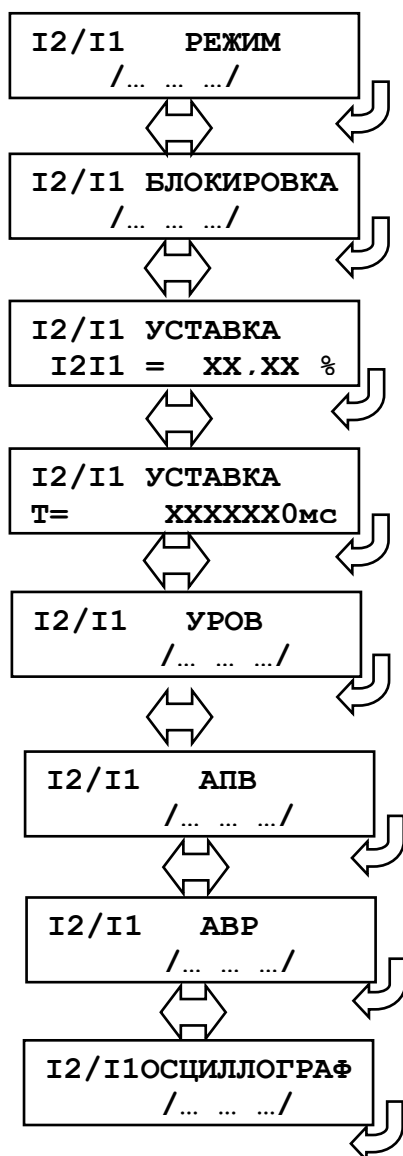 I2/I1 РЕЖИМ
/… … …/
I2/I1 БЛОКИРОВКА
/… … …/
I2/I1 УСТАВКА
I2I1 = XX.XX %
I2/I1 УСТАВКА
T= XXXXXX0мс
I2/I1 УРОВ
/… … …/
I2/I1 АПВ
/… … …/
I2/I1 АВР
/… … …/
I2/I1ОСЦИЛЛОГРАФ
/… … …/